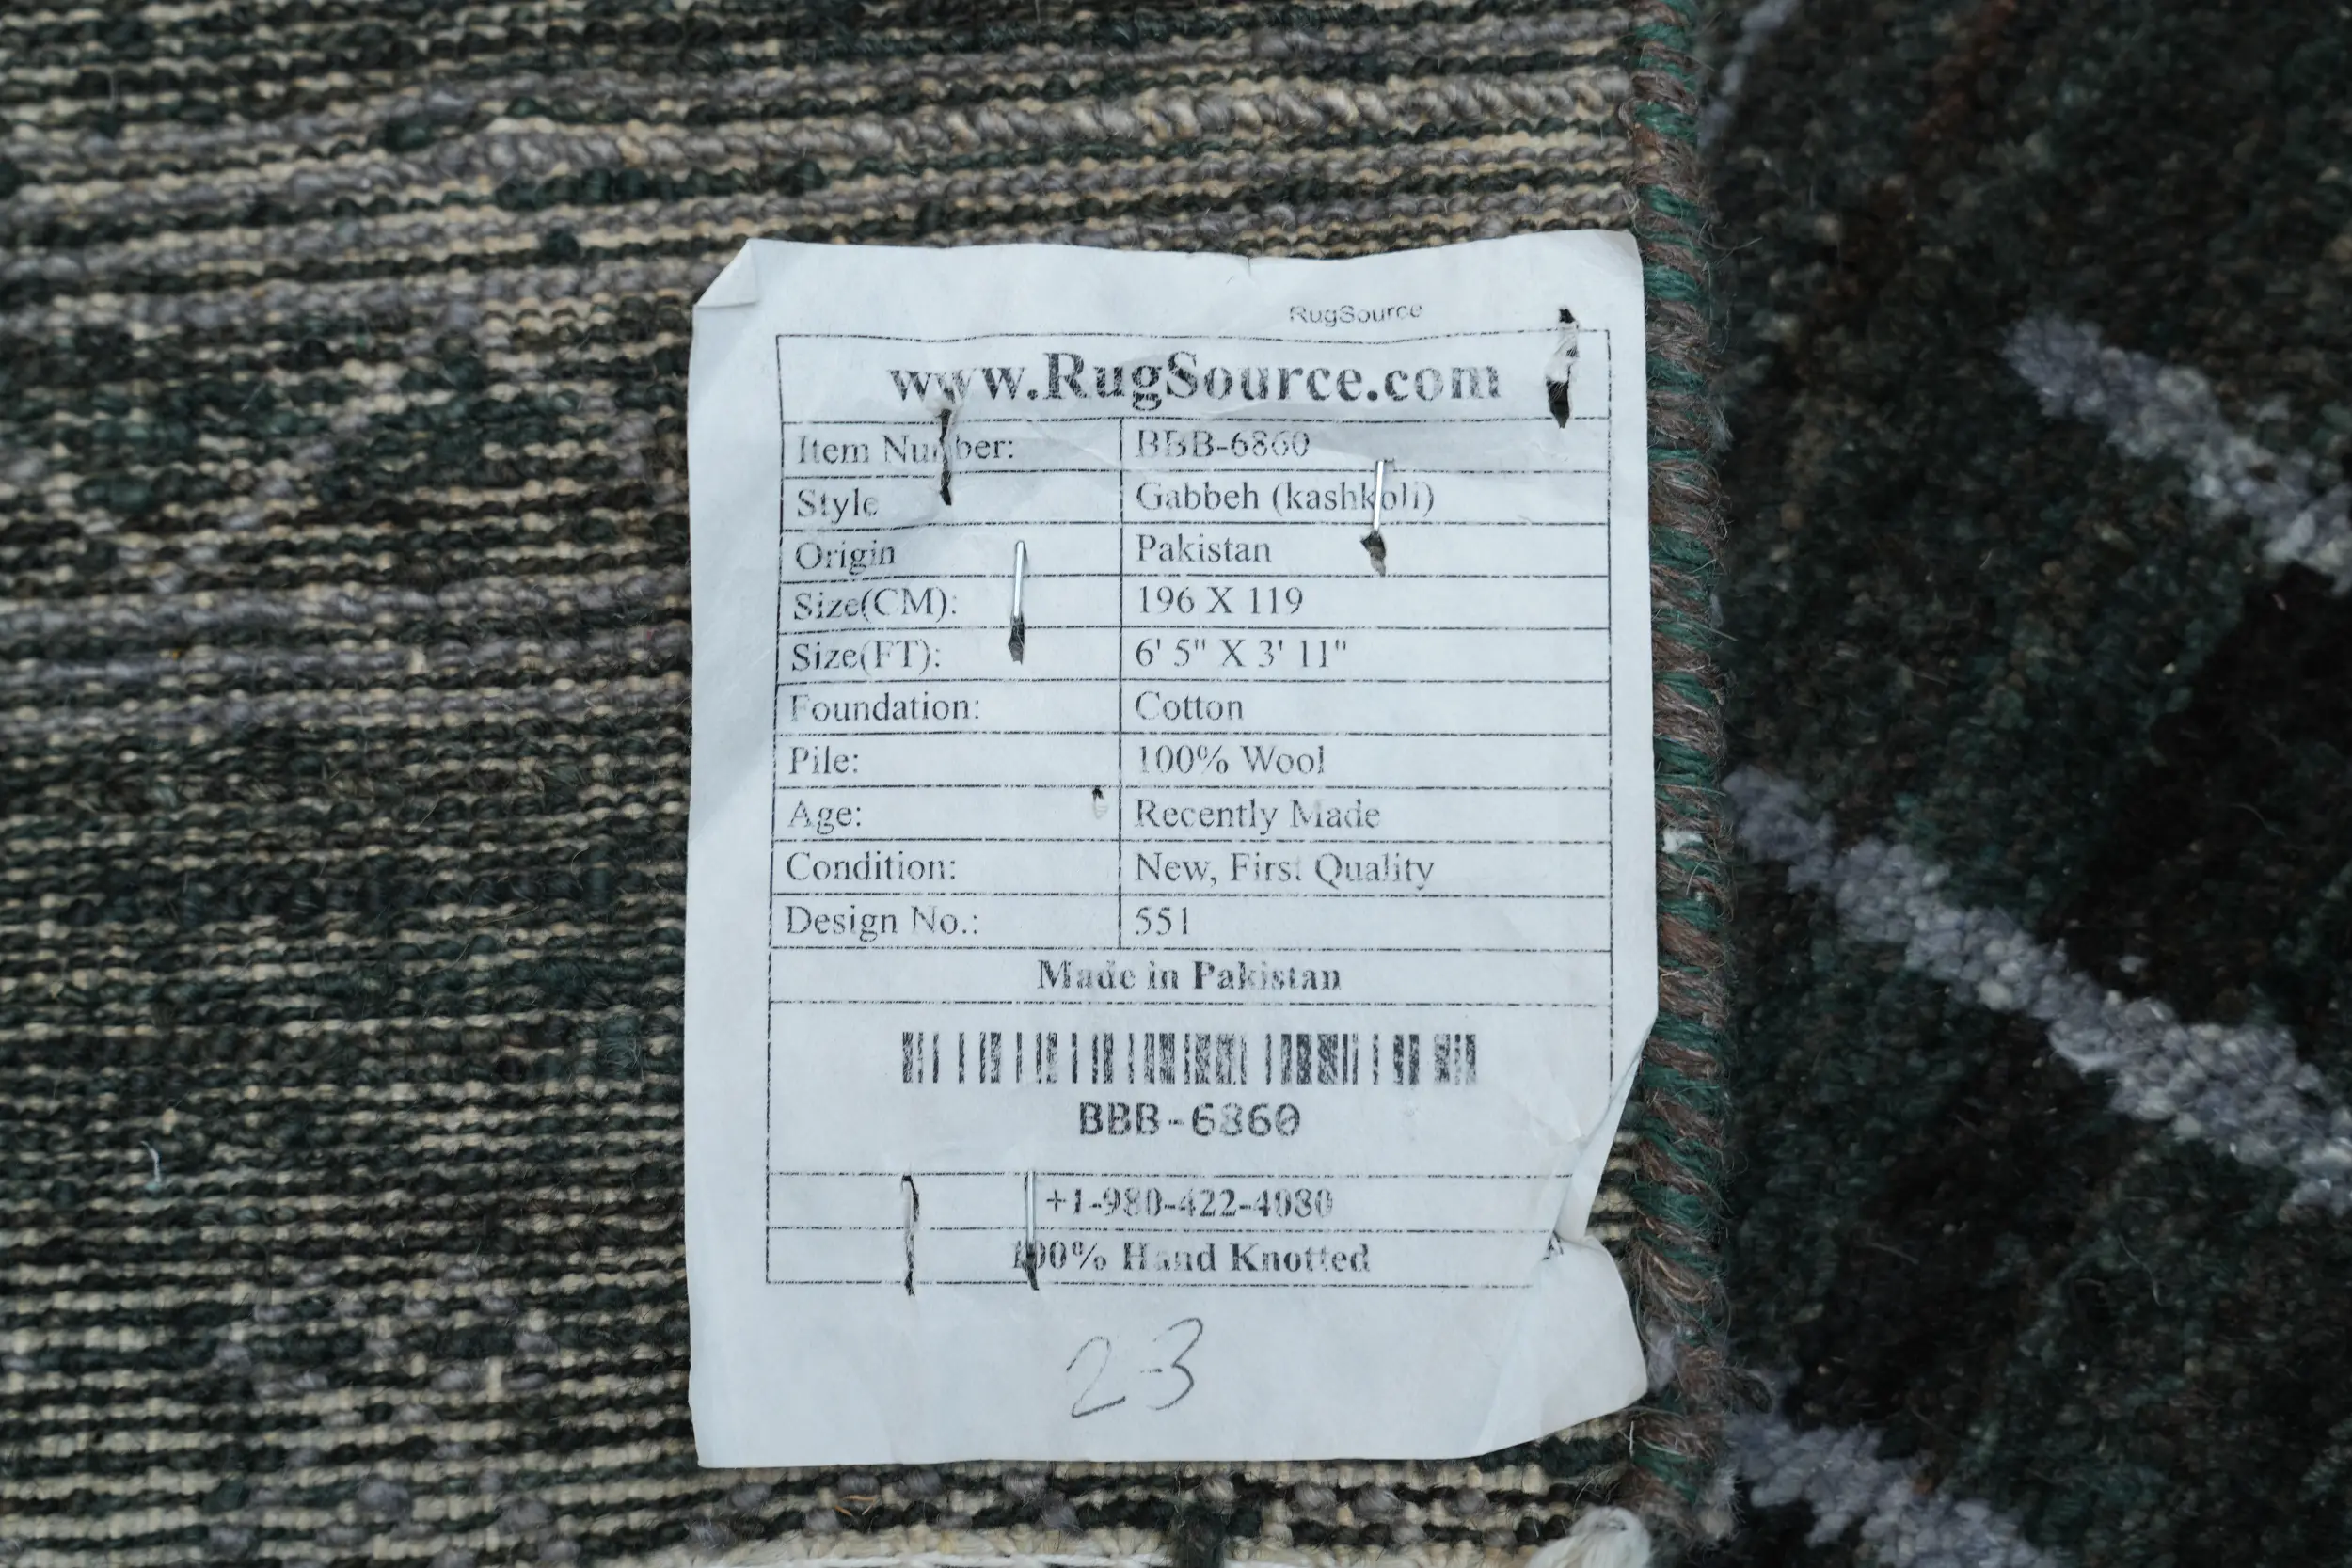 RugSource
www.RugSource.com
Item Number: BBB-6860
Style Gabbeh (kashkoli)
Origin Pakistan
Size(CM): 196 X 119
Size(FT): 6' 5" X 3' 11"
Foundation: Cotton
Pile: 100% Wool
Age: Recently Made
Condition: New, First Quality
Design No.: 551
Made in Pakistan
BBB-6860
+1-980-422-4080
100% Hand Knotted
2-3